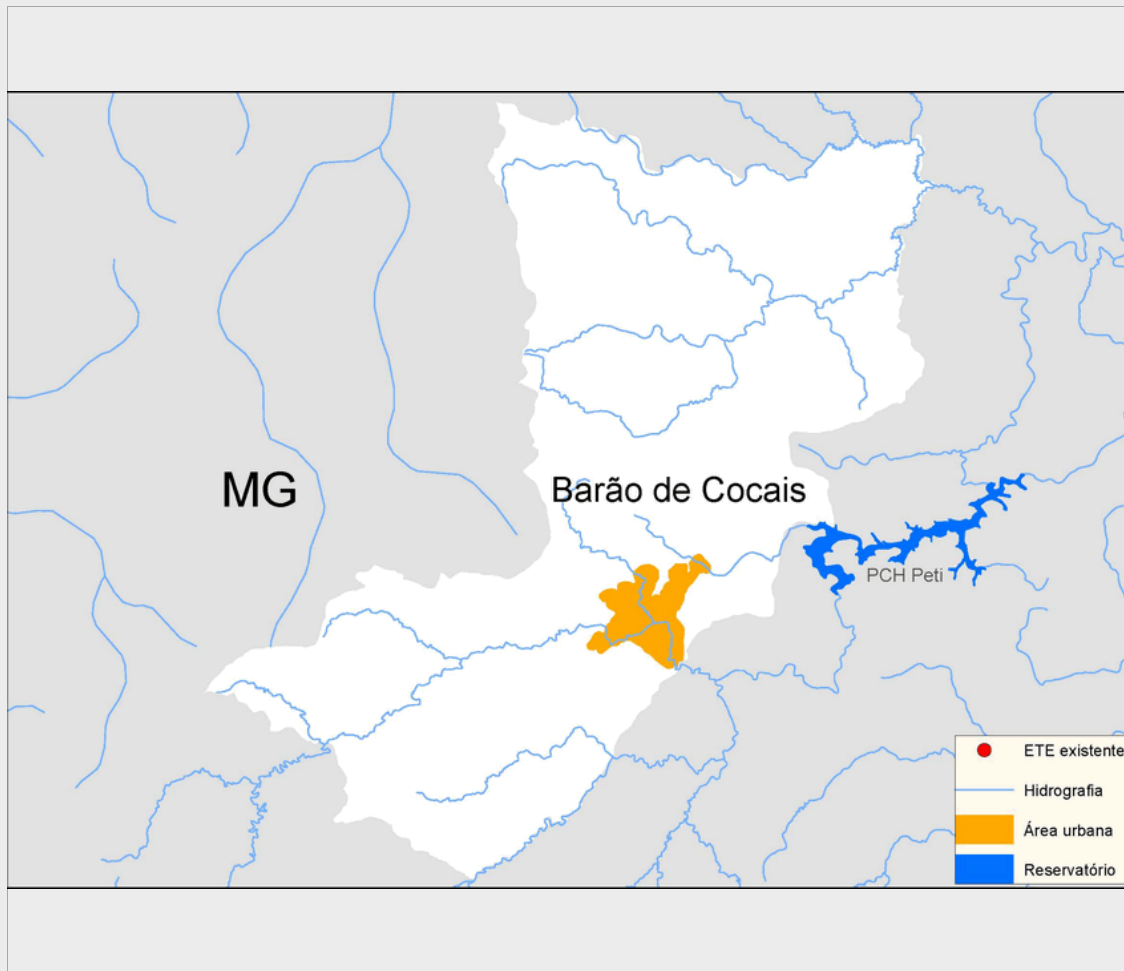 MG
Barão de Cocais
PCH Peti
ETE existente
Hidrografia
Área urbana
Reservatório